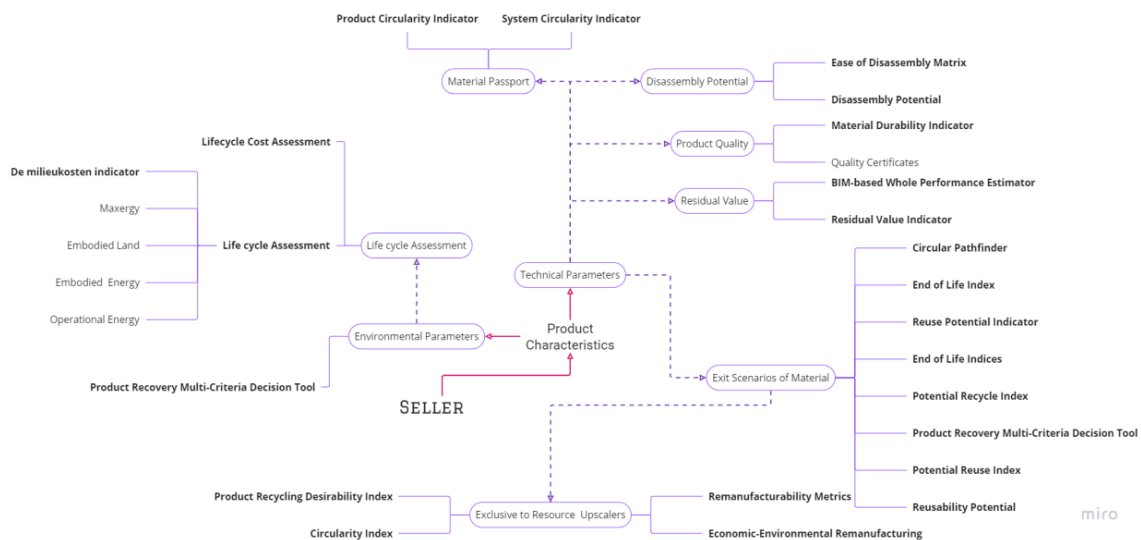 Product Circularity Indicator
System Circularity Indicator
Material Passport
Disassembly Potential
Ease of Disassembly Matrix
Disassembly Potential
Product Quality
Material Durability Indicator
Quality Certificates
Residual Value
BIM-based Whole Performance Estimator
Residual Value Indicator
Lifecycle Cost Assessment
De milieukosten indicator
Maxergy
Embodied Land
Embodied Energy
Operational Energy
Life cycle Assessment
Life cycle Assessment
Technical Parameters
Environmental Parameters
Product
Characteristics
Product Recovery Multi-Criteria Decision Tool
SELLER
Exit Scenarios of Material
Circular Pathfinder
End of Life Index
Reuse Potential Indicator
End of Life Indices
Potential Recycle Index
Product Recovery Multi-Criteria Decision Tool
Potential Reuse Index
Reusability Potential
Product Recycling Desirability Index
Circularity Index
Exclusive to Resource Upscalers
Remanufacturability Metrics
Economic-Environmental Remanufacturing
miro